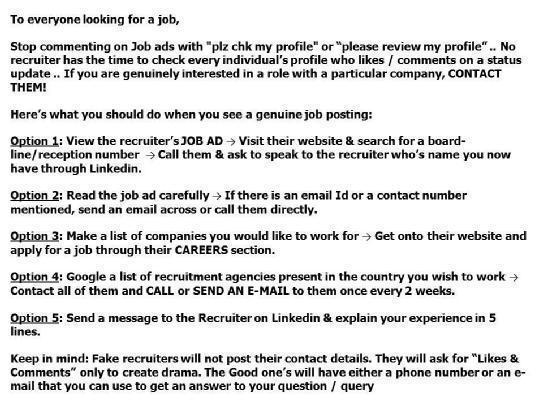 To everyone looking for a job,
Stop commenting on Job ads with "plz chk my profile" or “please review my profile” .. No
recruiter has the time to check every individual’s profile who likes / comments on a status
update .. If you are genuinely interested in a role with a particular company, CONTACT
THEM!
Here’s what you should do when you see a genuine job posting:
Option 1: View the recruiter’s JOB AD → Visit their website & search for a board-
line/reception number → Call them & ask to speak to the recruiter who’s name you now
have through Linkedin.
Option 2: Read the job ad carefully → If there is an email Id or a contact number
mentioned, send an email across or call them directly.
Option 3: Make a list of companies you would like to work for → Get onto their website and
apply for a job through their CAREERS section.
Option 4: Google a list of recruitment agencies present in the country you wish to work →
Contact all of them and CALL or SEND AN E-MAIL to them once every 2 weeks.
Option 5: Send a message to the Recruiter on Linkedin & explain your experience in 5
lines.
Keep in mind: Fake recruiters will not post their contact details. They will ask for “Likes &
Comments” only to create drama. The Good one’s will have either a phone number or an e-
mail that you can use to get an answer to your question / query